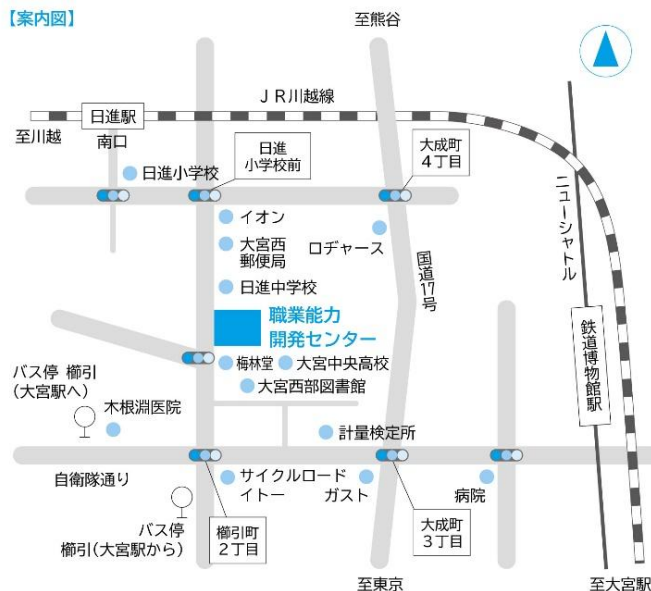 【案内図】
至熊谷
JR川越線
日進駅
至川越
南口
日進
小学校前
大成町
4丁目
日進小学校
イオン
大宮西
郵便局
ロヂャース
国道17号
ニューシャトル
日進中学校
職業能力
開発センター
鉄道博物館駅
梅林堂
大宮中央高校
大宮西部図書館
バス停 櫛引
(大宮駅へ)
木根淵医院
計量検定所
自衛隊通り
サイクルロード
イトー
ガスト
病院
バス停
櫛引(大宮駅から)
櫛引町
2丁目
大成町
3丁目
至東京
至大宮駅